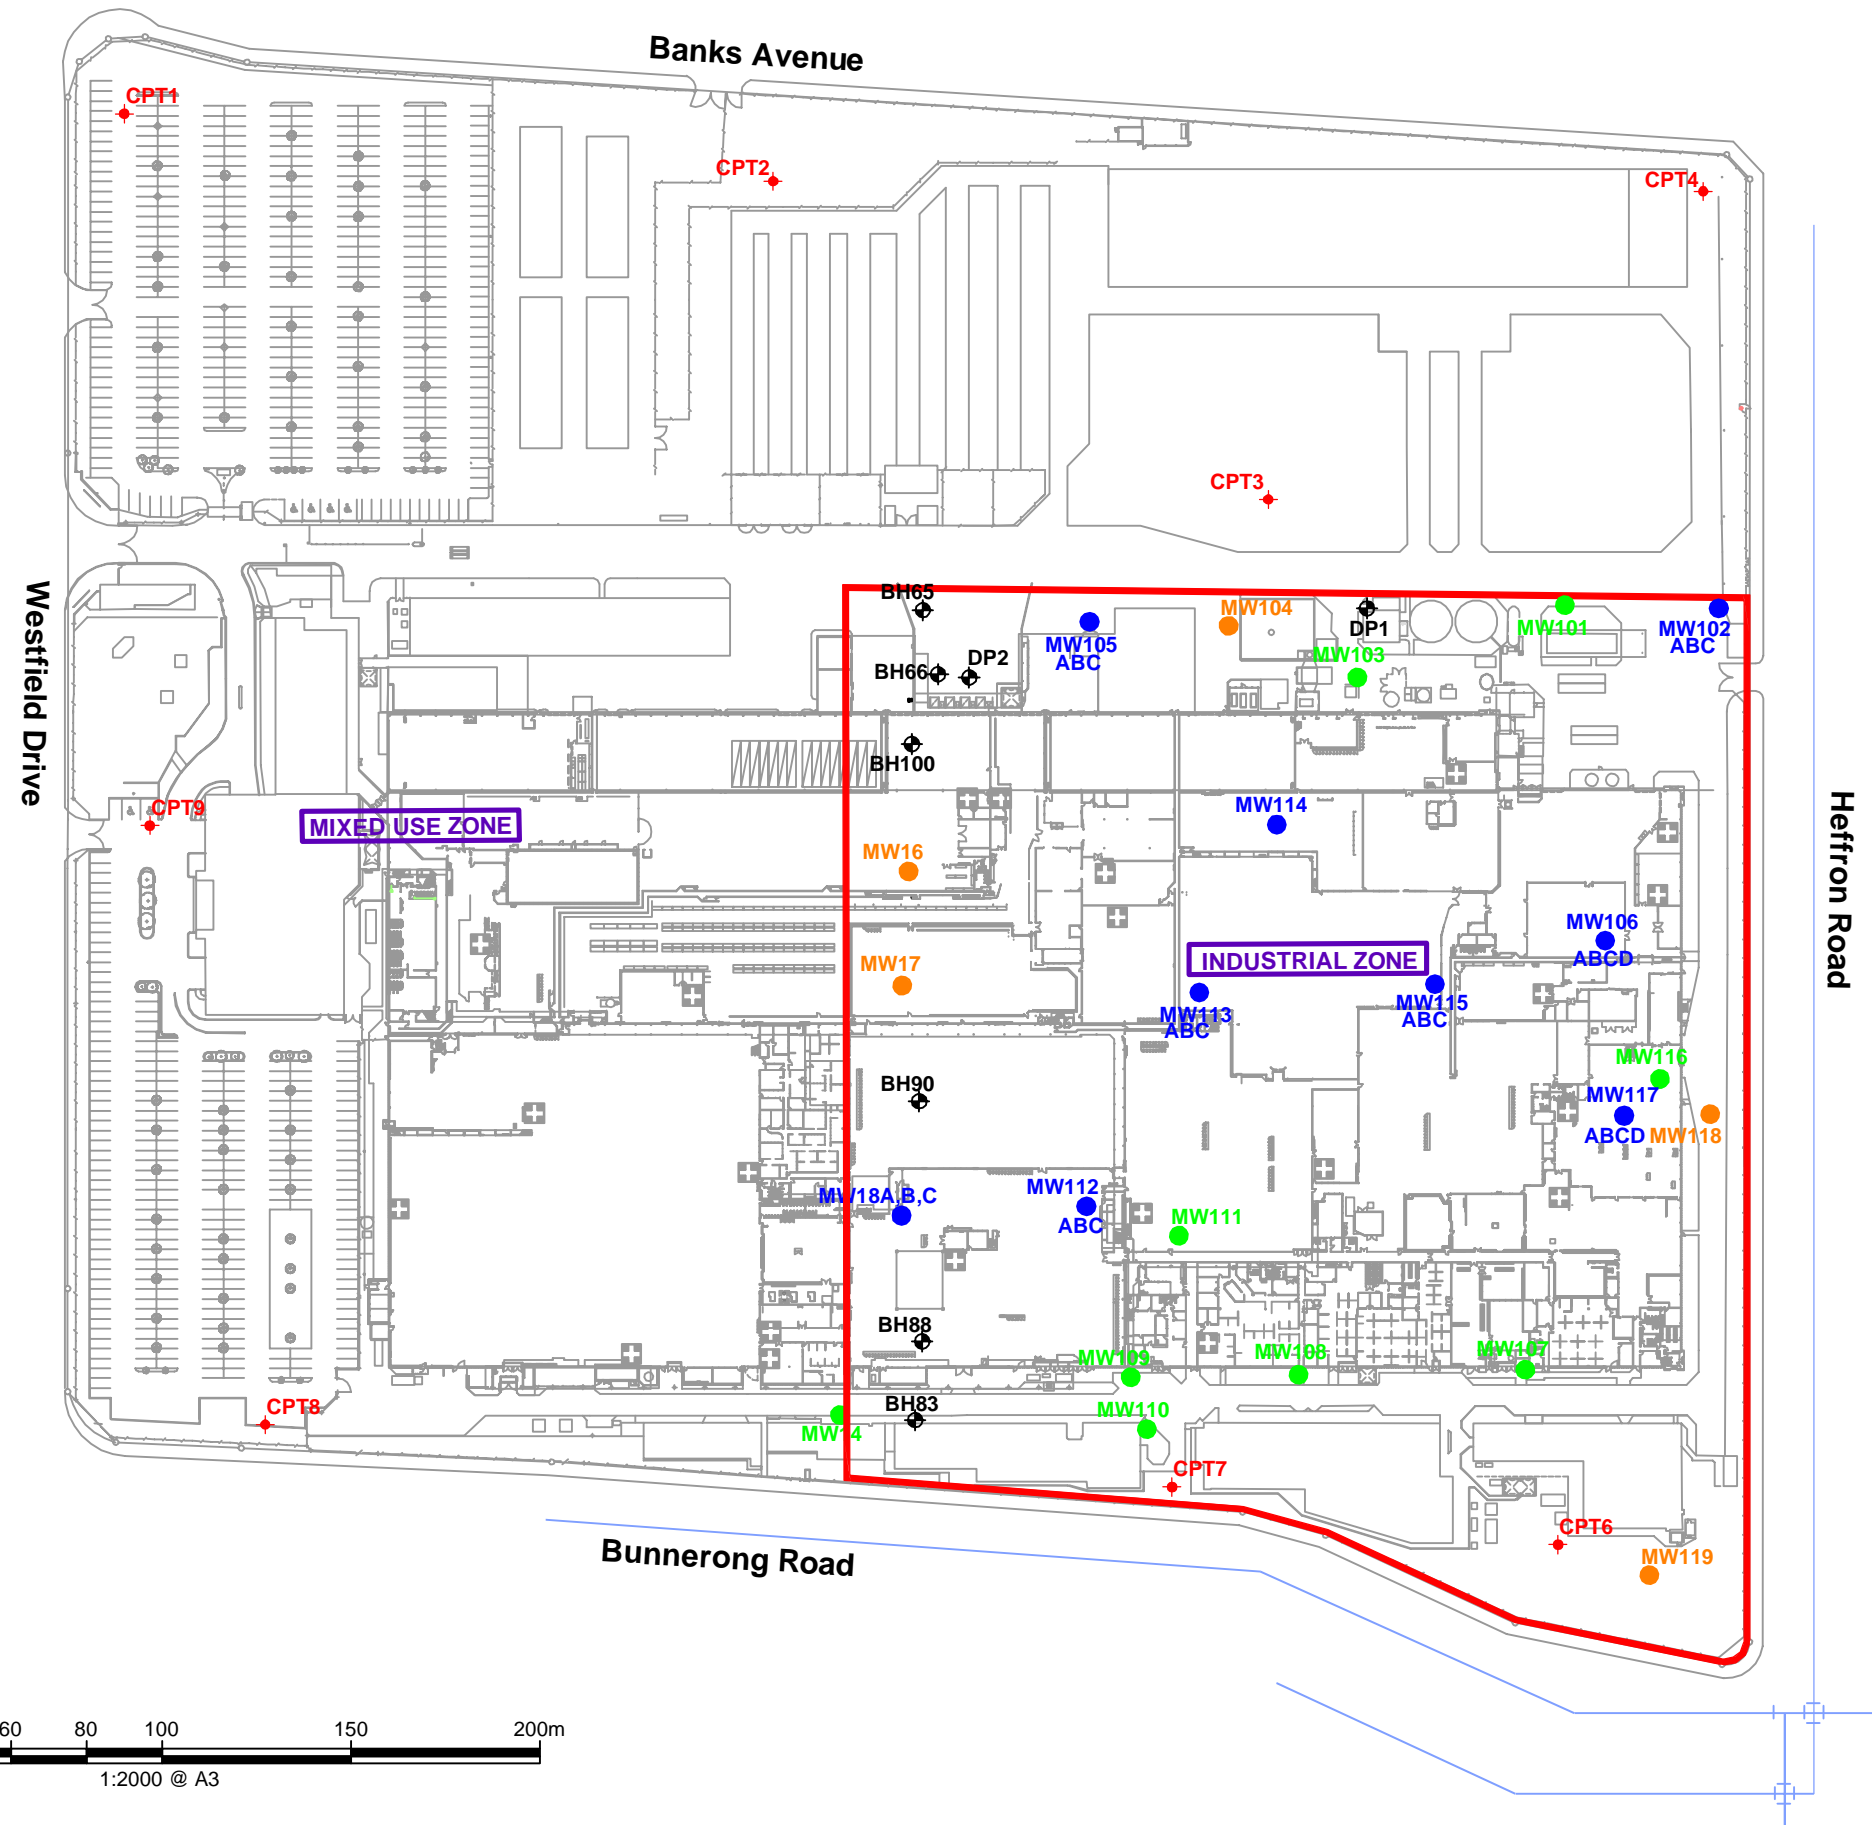 Banks Avenue
CPT1
CPT2
CPT4
CPT3
Westfield Drive
BH65
MW104
DP1
MW101
MW102
ABC
MW105
ABC
BH66
DP2
MW103
BH100
CPT9
MIXED USE ZONE
MW114
Heffron Road
MW16
MW106
ABCD
MW17
INDUSTRIAL ZONE
MW113
ABC
MW115
ABC
MW116
BH90
MW117
ABCD
MW118
MW18A,B,C
MW112
ABC
MW111
BH88
MW109
MW108
MW107
CPT8
BH83
MW14
MW110
CPT7
CPT6
Bunnerong Road
MW119
60 80 100 150 200m
1:2000 @ A3